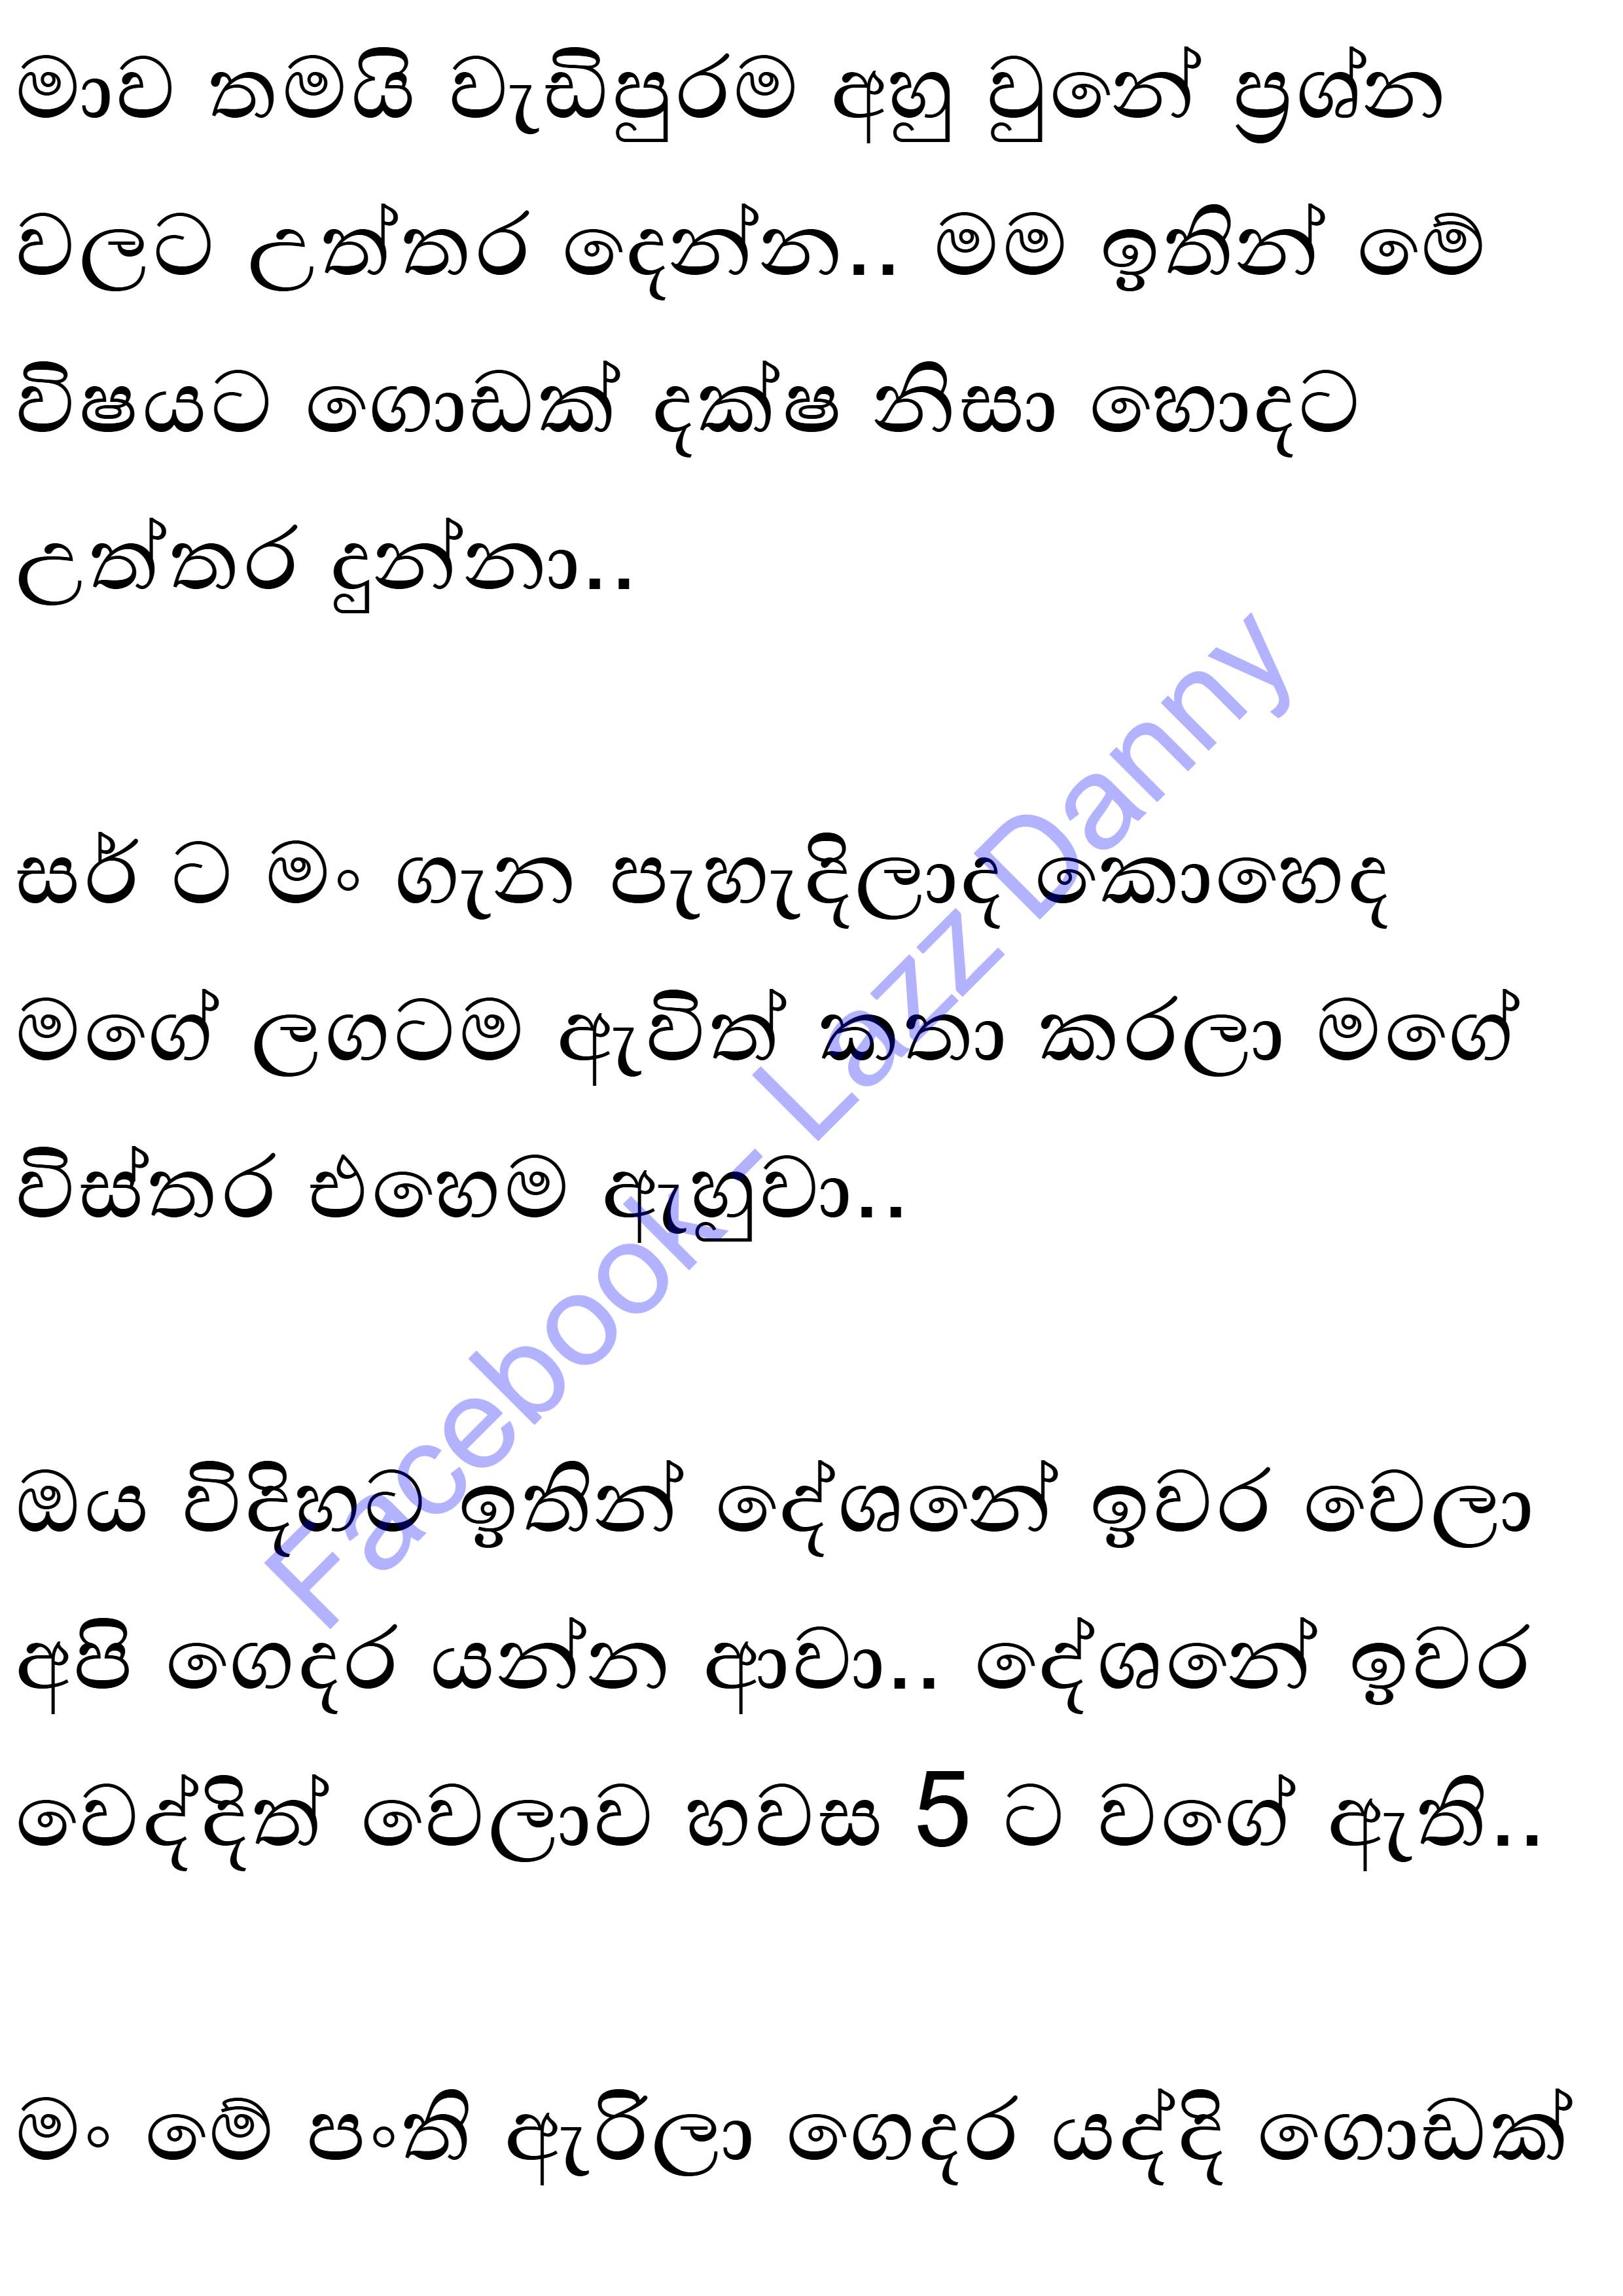 මාව තමයි වැඩිපුරම අහු වුනේ ප්‍රශ්න
වලට උත්තර දෙන්න.. මම ඉතින් මේ
විෂයට ගොඩක් දක්ෂ නිසා හොදට
උත්තර දුන්නා..
සර් ට මං ගැන පැහැදිලාද කොහෙද
මගේ ලගටම ඇවිත් කතා කරලා මගේ
විස්තර එහෙම ඇහුවා..
ඔය විදිහට ඉතින් දේශනේ ඉවර වෙලා
අපි ගෙදර යන්න ආවා.. දේශනේ ඉවර
වෙද්දිත් වෙලාව හවස 5 ට වගේ ඇති..
මං මේ පංති ඇරිලා ගෙදර යද්දි ගොඩක්
Facebook - Lazz Danny